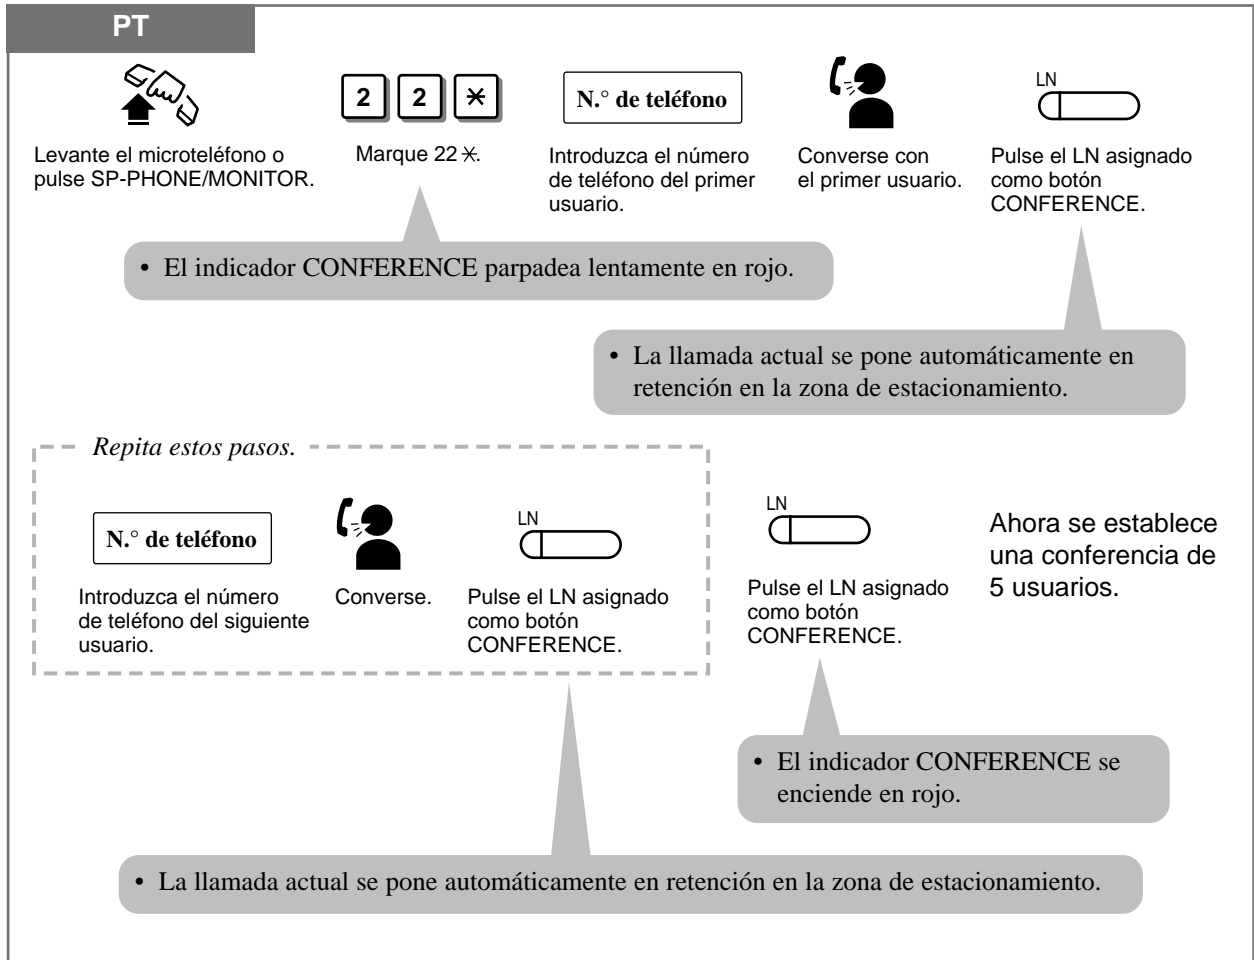 PT
2 2 ✳
N.° de teléfono
LN
Levante el microteléfono o
pulse SP-PHONE/MONITOR.
Marque 22 ✳.
Introduzca el número
de teléfono del primer
usuario.
Converse con
el primer usuario.
Pulse el LN asignado
como botón
CONFERENCE.
• El indicador CONFERENCE parpadea lentamente en rojo.
• La llamada actual se pone automáticamente en
retención en la zona de estacionamiento.
Repita estos pasos.
N.° de teléfono
LN
Introduzca el número
de teléfono del siguiente
usuario.
Converse.
Pulse el LN asignado
como botón
CONFERENCE.
LN
Pulse el LN asignado
como botón
CONFERENCE.
Ahora se establece
una conferencia de
5 usuarios.
• El indicador CONFERENCE se
enciende en rojo.
• La llamada actual se pone automáticamente en retención en la zona de estacionamiento.